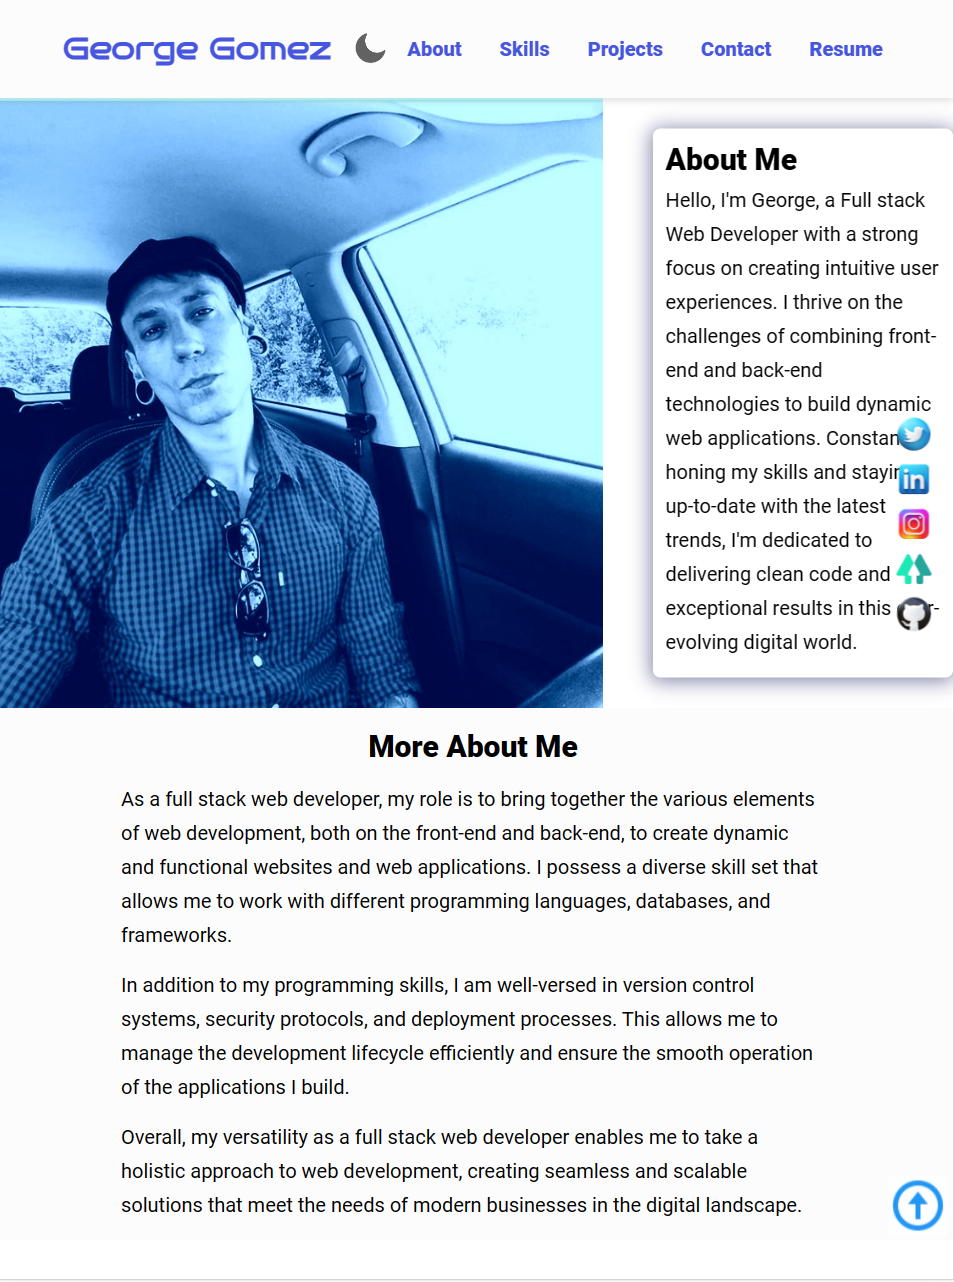 George Gomez
About Skills Projects Contact Resume
About Me
Hello, I'm George, a Full stack
Web Developer with a strong
focus on creating intuitive user
experiences. I thrive on the
challenges of combining front-
end and back-end
technologies to build dynamic
web applications.
honing my skills and
up-to-date with the latest
trends, I'm dedicated to
delivering clean code and
exceptional results in this
evolving digital world.
More About Me
As a full stack web developer, my role is to bring together the various elements
of web development, both on the front-end and back-end, to create dynamic
and functional websites and web applications. I possess a diverse skill set that
allows me to work with different programming languages, databases, and
frameworks.
In addition to my programming skills, I am well-versed in version control
systems, security protocols, and deployment processes. This allows me to
manage the development lifecycle efficiently and ensure the smooth operation
of the applications I build.
Overall, my versatility as a full stack web developer enables me to take a
holistic approach to web development, creating seamless and scalable
solutions that meet the needs of modern businesses in the digital landscape.
in